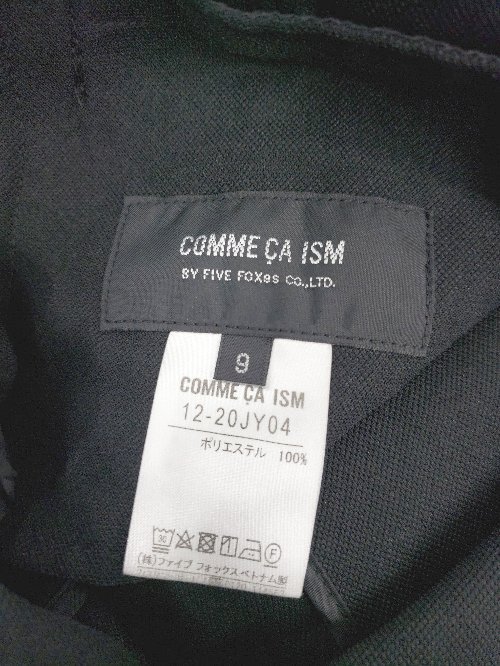 COMME ÇA ISM
BY FIVE FOXes CO.,LTD.
9
COMME ÇA ISM
12-20JY04
ポリエステル 100%
30
F
(株)ファイブ フォックス ベトナム製